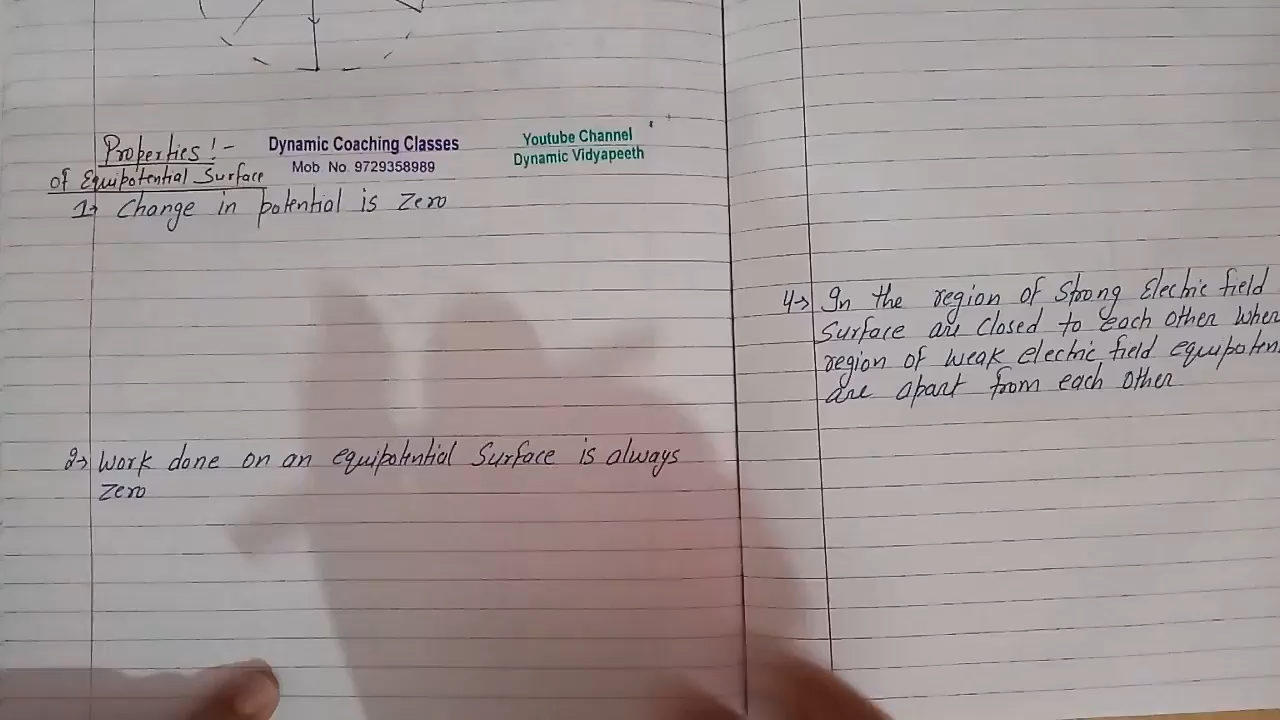 Properties !-
of Equipotential Surface
Dynamic Coaching Classes
Mob No. 9729358989
Youtube Channel
Dynamic Vidyapeeth
1→ Change in potential is Zero
2→ Work done on an equipotential Surface is always
Zero
4→ In the region of Strong Electric field
Surface are closed to each other
region of weak electric field
are apart from each other